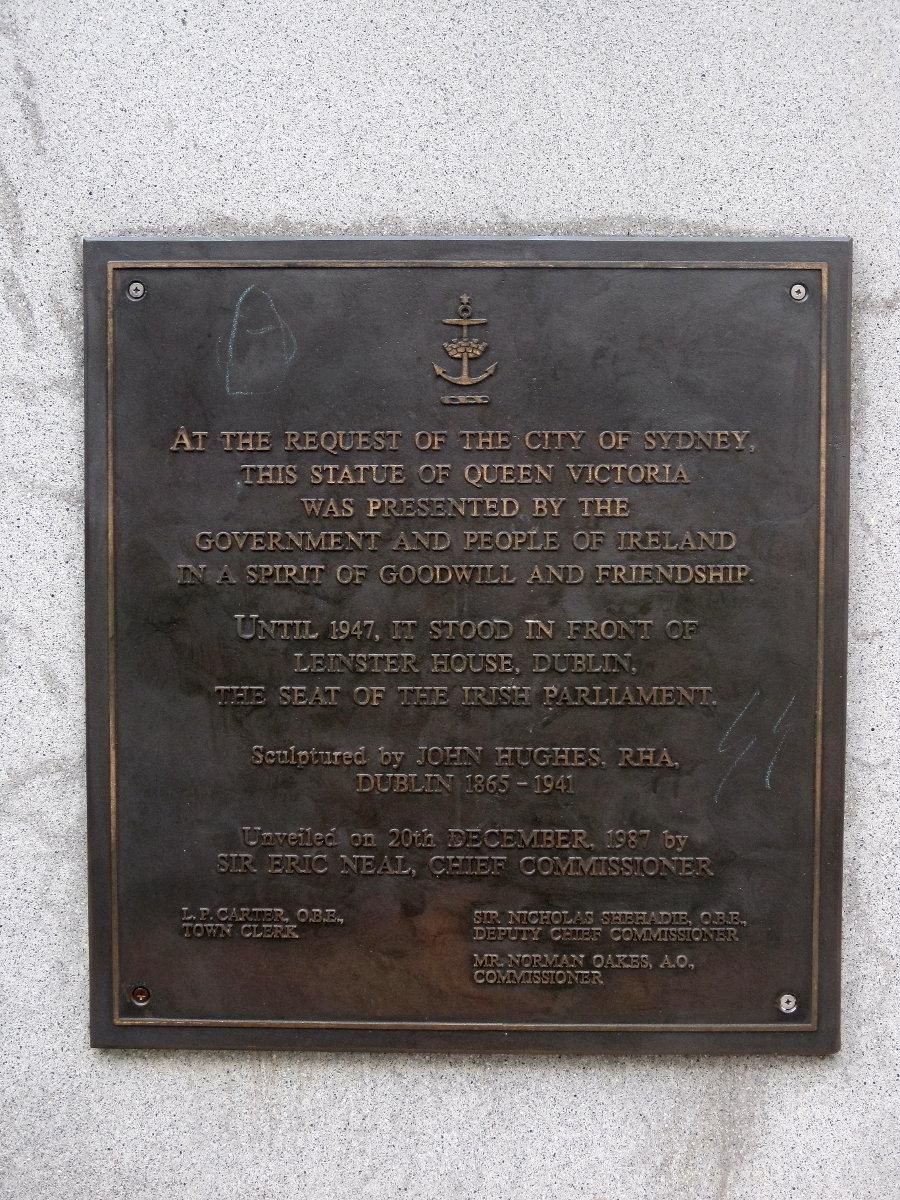 AT THE REQUEST OF THE CITY OF SYDNEY,
THIS STATUE OF QUEEN VICTORIA
WAS PRESENTED BY THE
GOVERNMENT AND PEOPLE OF IRELAND
IN A SPIRIT OF GOODWILL AND FRIENDSHIP.
UNTIL 1947, IT STOOD IN FRONT OF
LEINSTER HOUSE, DUBLIN,
THE SEAT OF THE IRISH PARLIAMENT.
Sculptured by JOHN HUGHES, RHA,
DUBLIN 1865 - 1941
Unveiled on 20th DECEMBER, 1987 by
SIR ERIC NEAL, CHIEF COMMISSIONER
L.P. CARTER, O.B.E.,
TOWN CLERK.
SIR NICHOLAS SHEHADIE, O.B.E.,
DEPUTY CHIEF COMMISSIONER
MR. NORMAN OAKES, A.O.,
COMMISSIONER